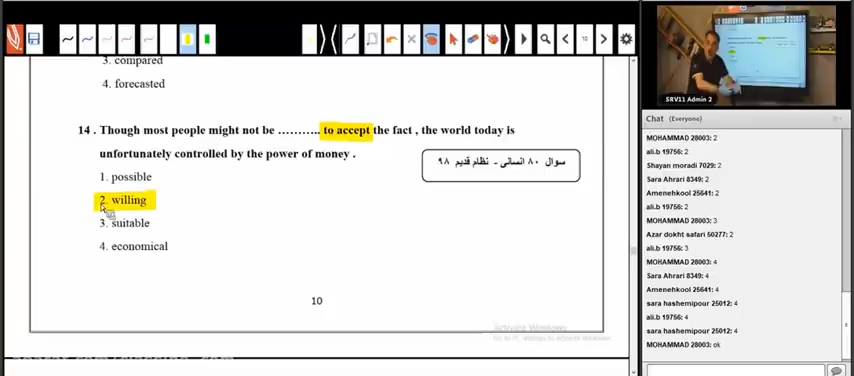 10
SRV11 Admin 2
3. compared
4. forecasted
14 . Though most people might not be ……….. to accept the fact , the world today is
unfortunately controlled by the power of money .
سوال ۸۰ انسانی - نظام قدیم ۹۸
1. possible
2. willing
3. suitable
4. economical
10
Activate Windows
Chat (Everyone)
MOHAMMAD 28003: 2
ali.b 19756: 2
Shayan moradi 7029: 2
Sara Ahrari 8349: 2
Amenehkool 25641: 2
ali.b 19756: 2
MOHAMMAD 28003: 3
Azar dokht safari 50277: 2
ali.b 19756: 3
MOHAMMAD 28003: 4
Sara Ahrari 8349: 4
Amenehkool 25641: 4
sara hashemipour 25012: 4
ali.b 19756: 4
sara hashemipour 25012: 4
MOHAMMAD 28003: ok